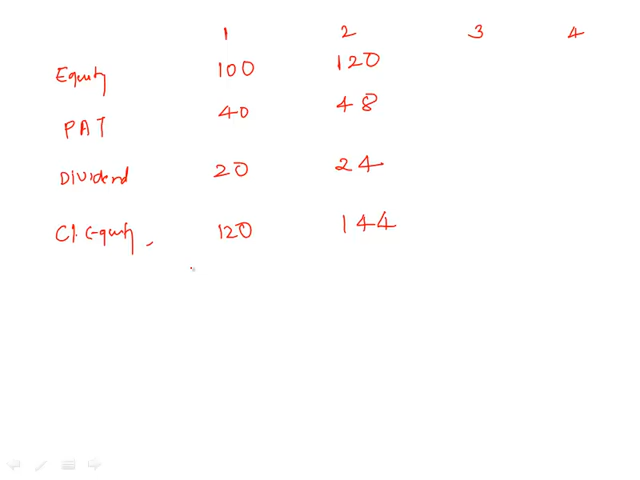 1 2 3 4
Equity 100 120
PAT 40 48
Dividend 20 24
Cl. Equity 120 144